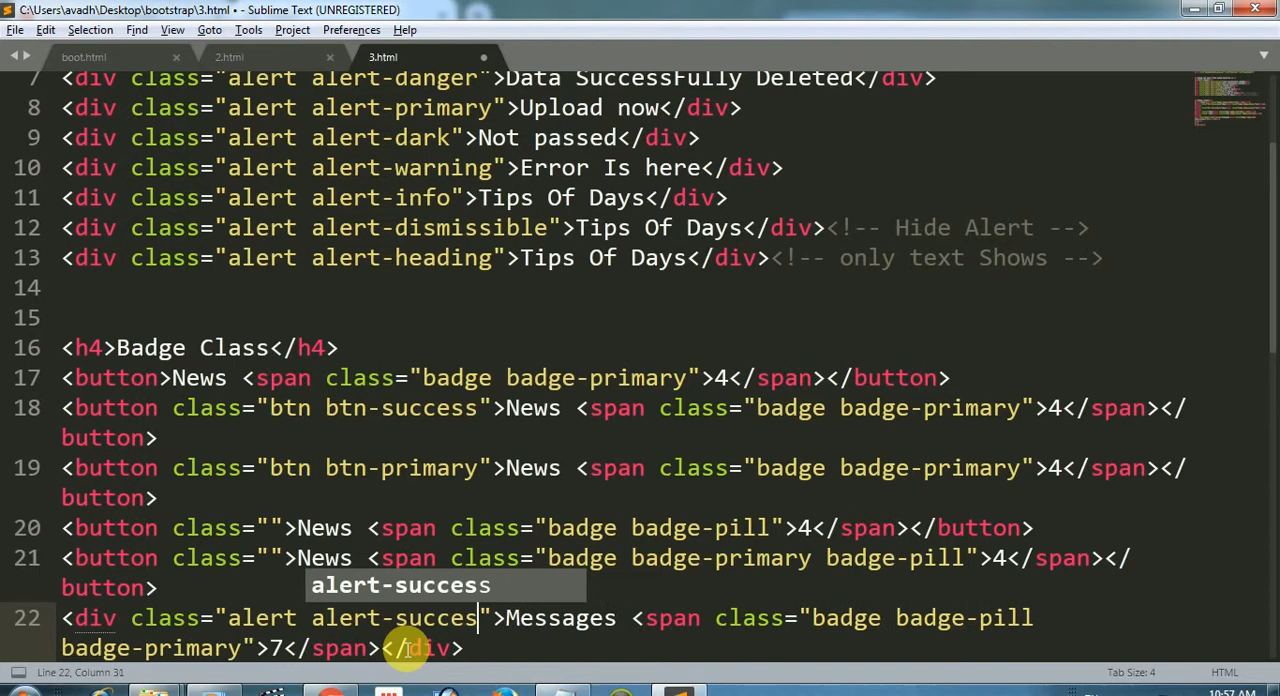 C:\Users\avadh\Desktop\bootstrap\3.html • - Sublime Text (UNREGISTERED)
File Edit Selection Find View Goto Tools Project Preferences Help
boot.html 2.html 3.html
7 <div class="alert alert-danger">Data SuccessFully Deleted</div>
8 <div class="alert alert-primary">Upload now</div>
9 <div class="alert alert-dark">Not passed</div>
10 <div class="alert alert-warning">Error Is here</div>
11 <div class="alert alert-info">Tips Of Days</div>
12 <div class="alert alert-dismissible">Tips Of Days</div><!-- Hide Alert -->
13 <div class="alert alert-heading">Tips Of Days</div><!-- only text Shows -->
14
15
16 <h4>Badge Class</h4>
17 <button>News <span class="badge badge-primary">4</span></button>
18 <button class="btn btn-success">News <span class="badge badge-primary">4</span></
button>
19 <button class="btn btn-primary">News <span class="badge badge-primary">4</span></
button>
20 <button class="">News <span class="badge badge-pill">4</span></button>
21 <button class="">News <span class="badge badge-primary badge-pill">4</span></
button>
alert-success
22 <div class="alert alert-succes">Messages <span class="badge badge-pill
badge-primary">7</span></div>
Line 22, Column 31 Tab Size: 4 HTML
10:57 AM